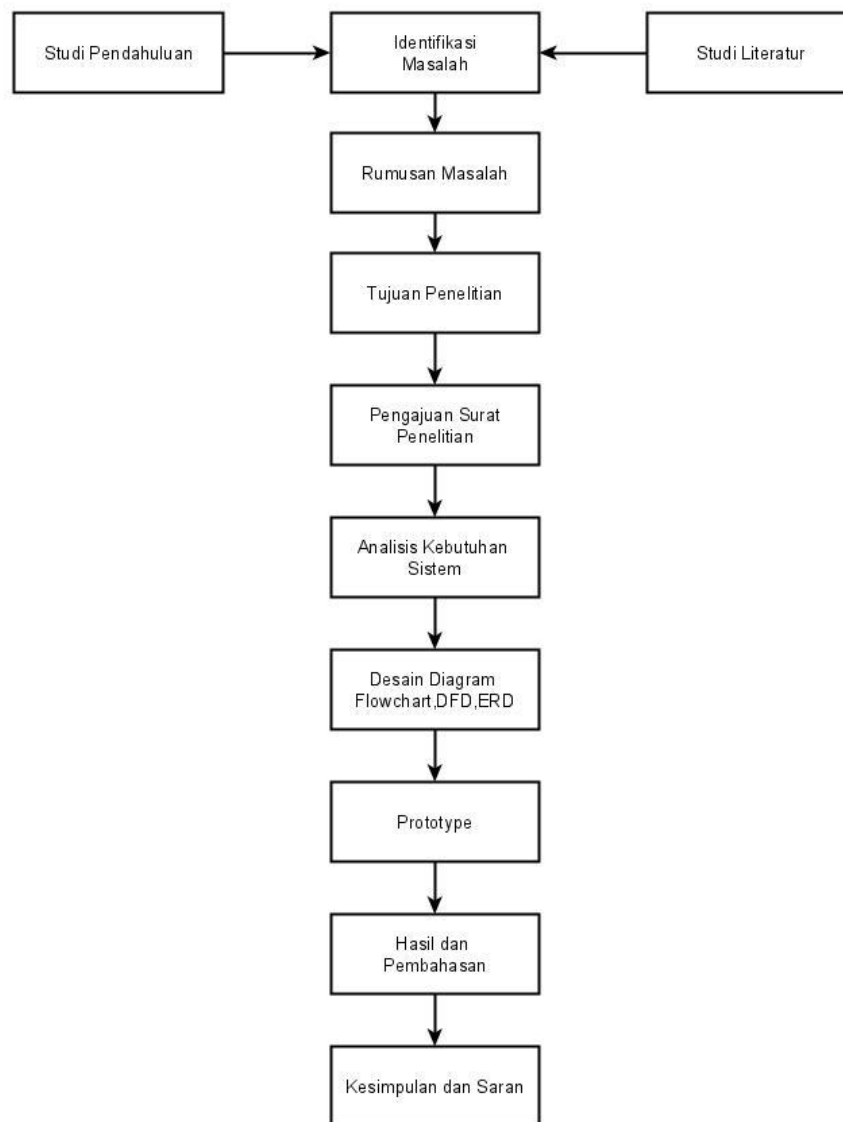 Studi Pendahuluan
Identifikasi
Masalah
Studi Literatur
Rumusan Masalah
Tujuan Penelitian
Pengajuan Surat
Penelitian
Analisis Kebutuhan
Sistem
Desain Diagram
Flowchart,DFD,ERD
Prototype
Hasil dan
Pembahasan
Kesimpulan dan Saran